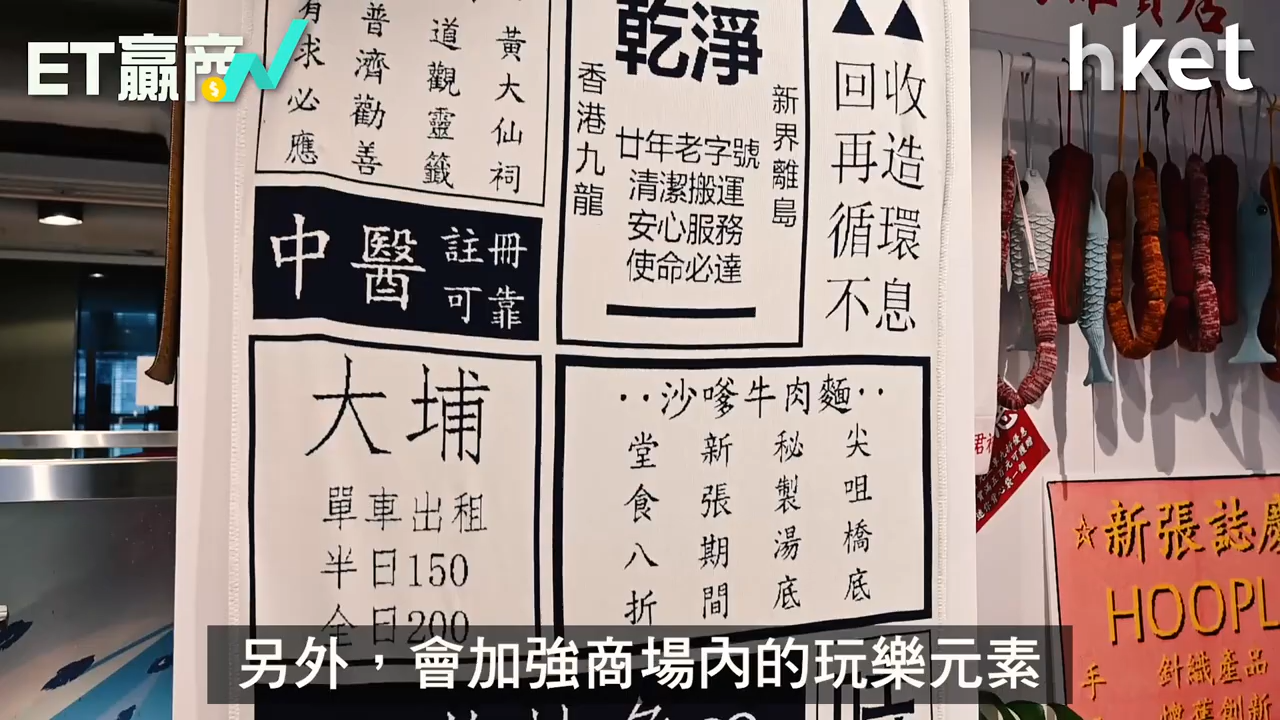 ET贏商
hket
黃大仙祠
道觀靈籤
普濟勸善
有求必應
乾淨
新界離島
香港九龍
廿年老字號
清潔搬運
安心服務
使命必達
收造環息
回再循不
中醫
註冊
可靠
大埔
單車出租
半日150
全日200
··沙嗲牛肉麵··
尖咀橋底
秘製湯底
新張期間
堂食八折
☆新張誌慶
HOOPL
針織產品
手
另外，會加強商場內的玩樂元素